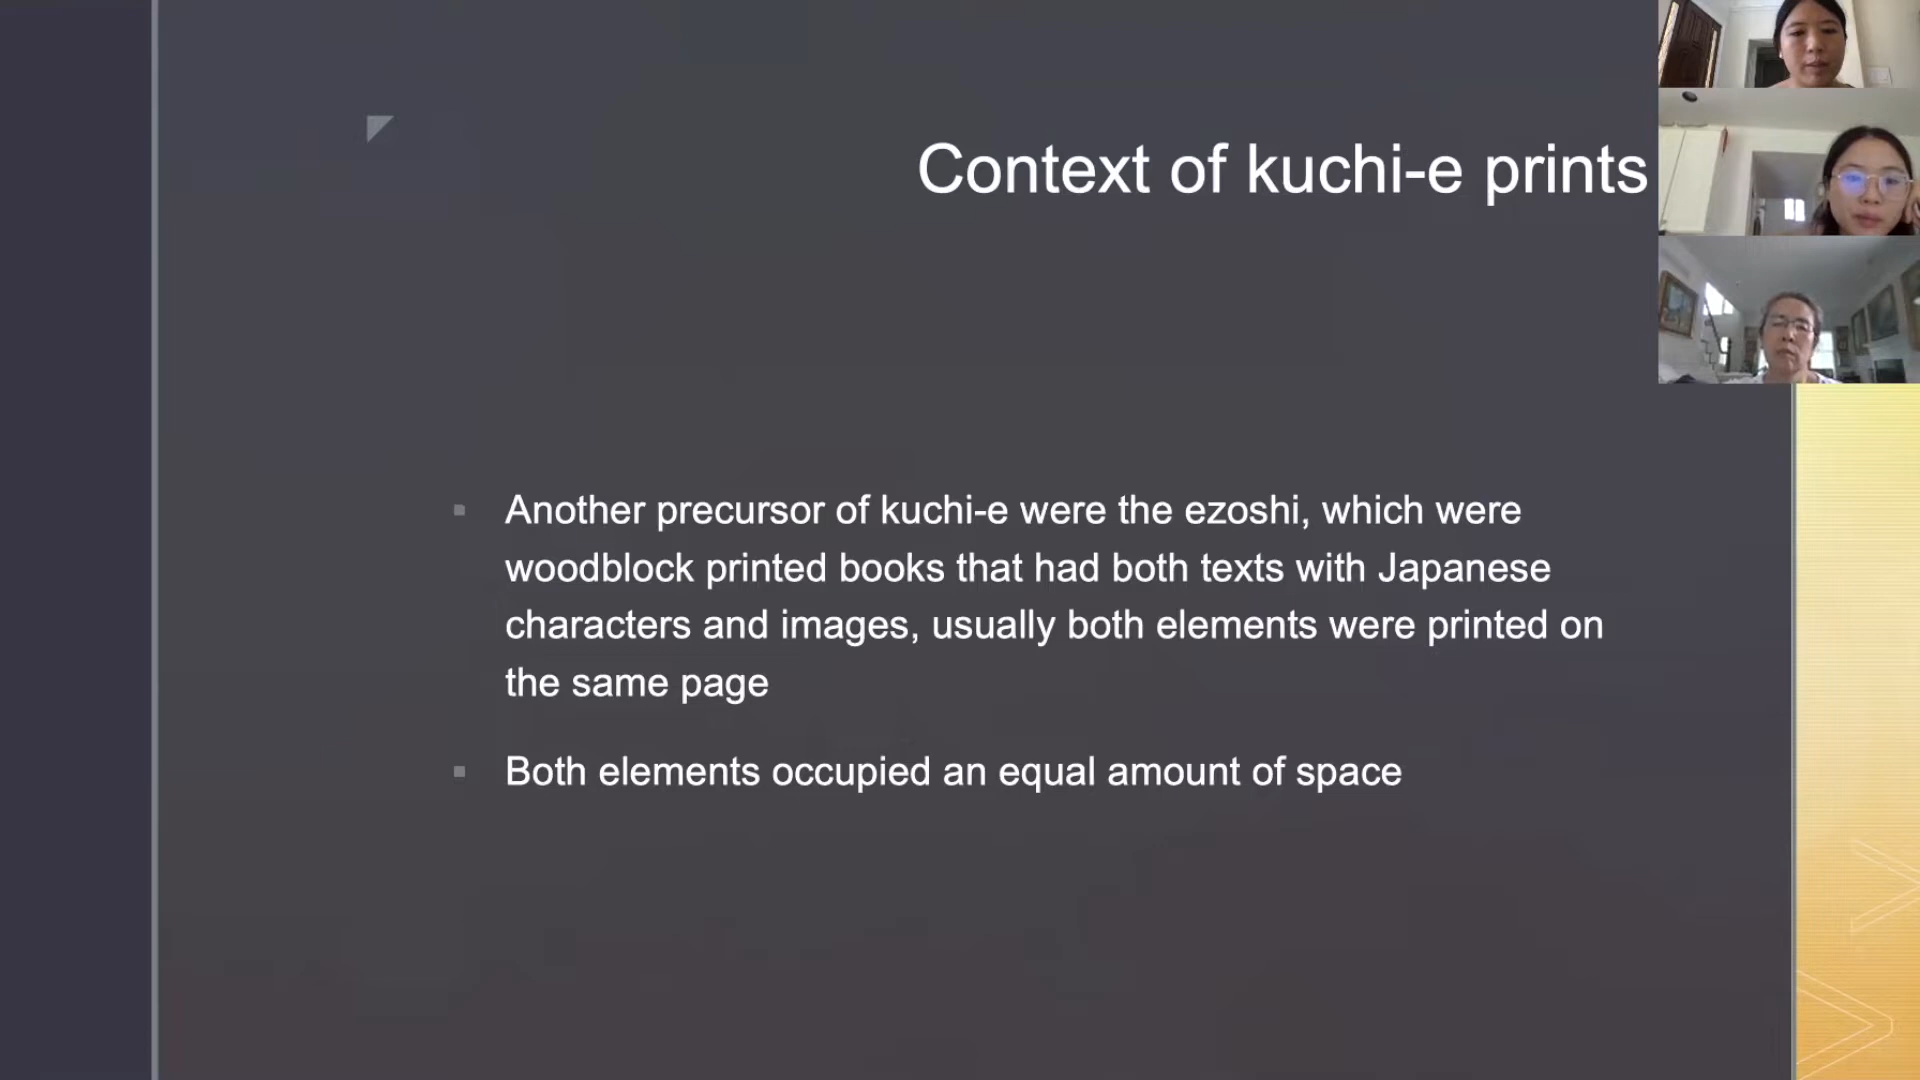 Context of kuchi-e prints
Another precursor of kuchi-e were the ezoshi, which were
woodblock printed books that had both texts with Japanese
characters and images, usually both elements were printed on
the same page
Both elements occupied an equal amount of space